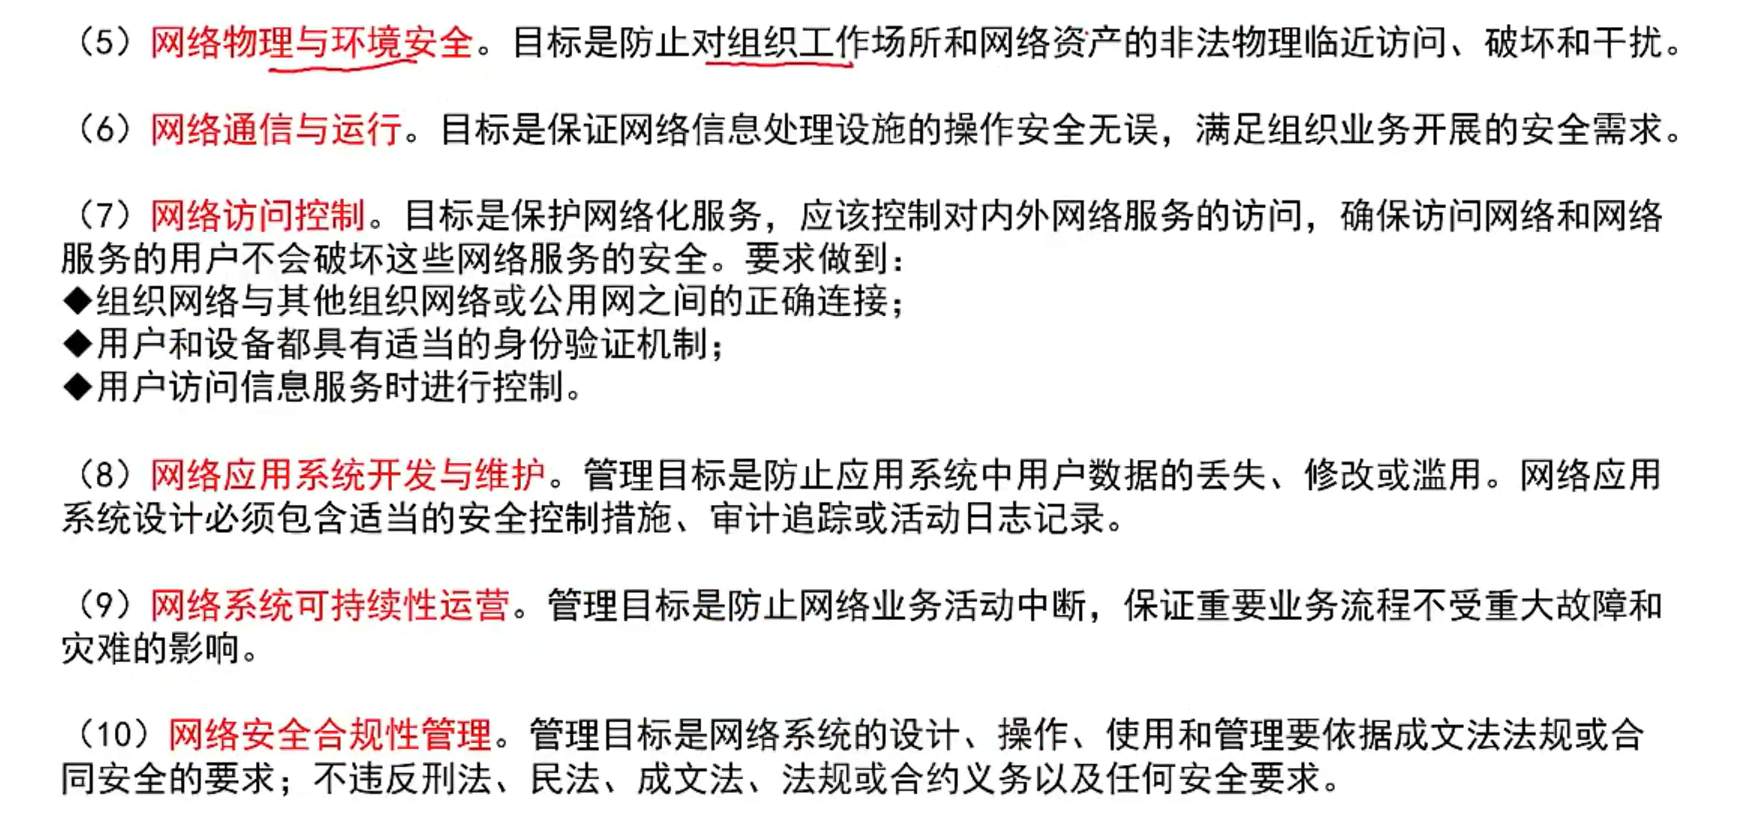 （5）网络物理与环境安全。目标是防止对组织工作场所和网络资产的非法物理临近访问、破坏和干扰。
（6）网络通信与运行。目标是保证网络信息处理设施的操作安全无误，满足组织业务开展的安全需求。
（7）网络访问控制。目标是保护网络化服务，应该控制对内外网络服务的访问，确保访问网络和网络
服务的用户不会破坏这些网络服务的安全。要求做到：
◆组织网络与其他组织网络或公用网之间的正确连接；
◆用户和设备都具有适当的身份验证机制；
◆用户访问信息服务时进行控制。
（8）网络应用系统开发与维护。管理目标是防止应用系统中用户数据的丢失、修改或滥用。网络应用
系统设计必须包含适当的安全控制措施、审计追踪或活动日志记录。
（9）网络系统可持续性运营。管理目标是防止网络业务活动中断，保证重要业务流程不受重大故障和
灾难的影响。
（10）网络安全合规性管理。管理目标是网络系统的设计、操作、使用和管理要依据成文法法规或合
同安全的要求；不违反刑法、民法、成文法、法规或合约义务以及任何安全要求。